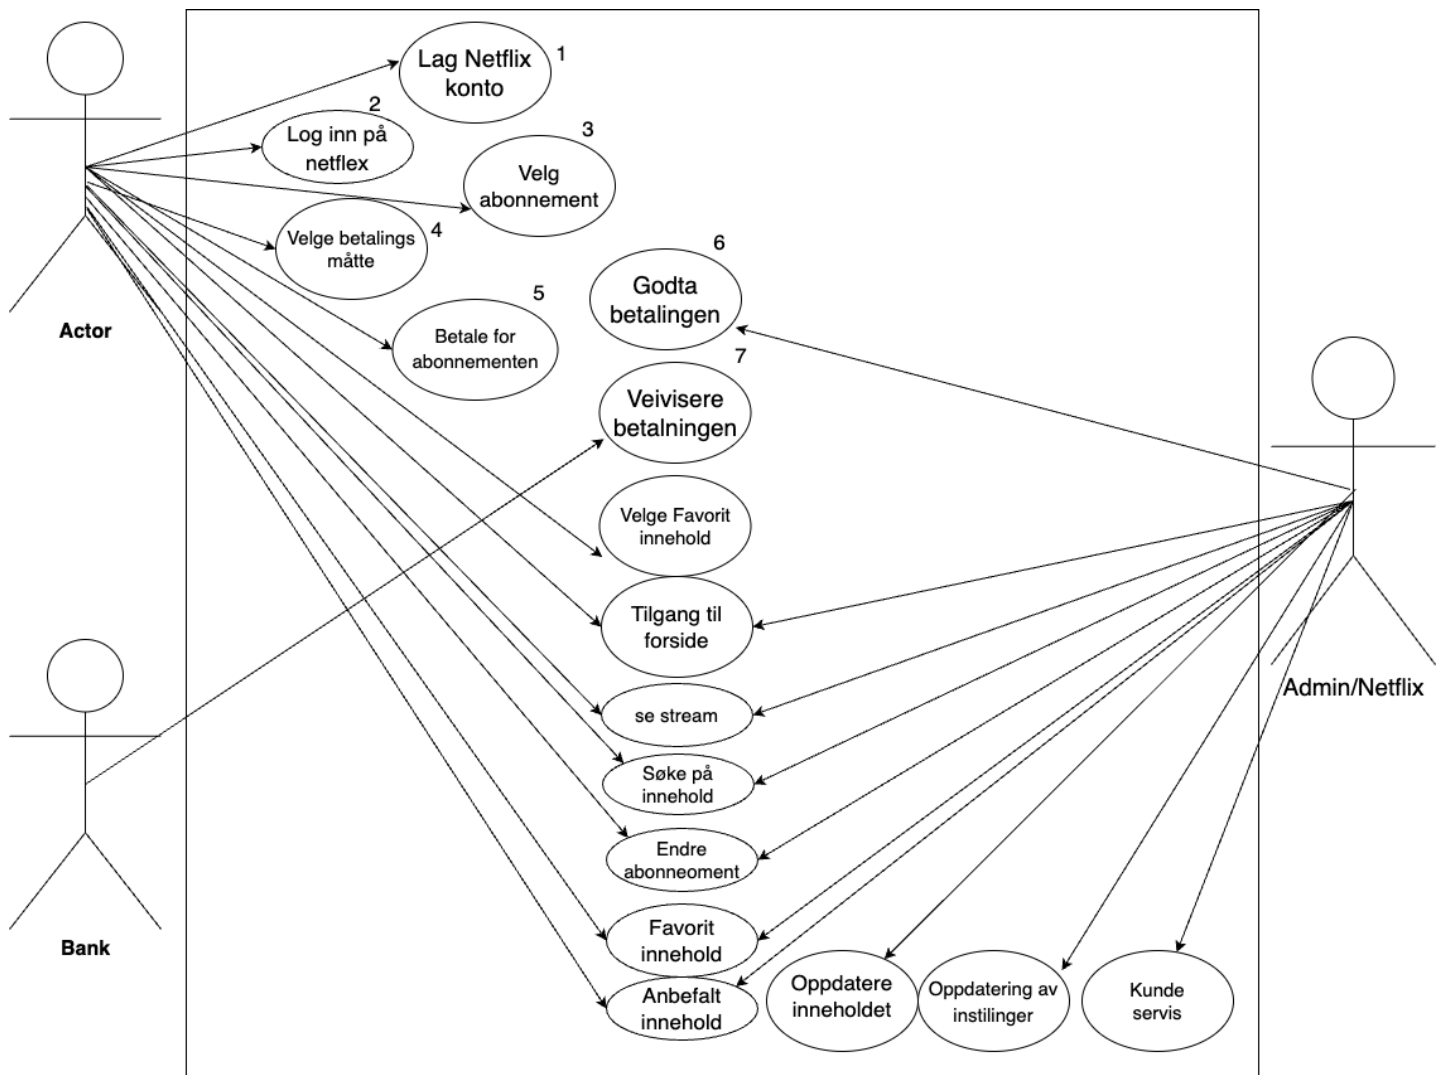 Lag Netflix
konto
1
2
Log inn på
netflex
3
Velg
abonnement
Velge betalings
måtte
4
Actor
5
Betale for
abonnementen
6
Godta
betalingen
7
Veivisere
betalningen
Velge Favorit
innehold
Tilgang til
forside
Admin/Netflix
se stream
Søke på
innehold
Endre
abonneoment
Bank
Favorit
innehold
Anbefalt
innehold
Oppdatere
inneholdet
Oppdatering av
instilinger
Kunde
servis